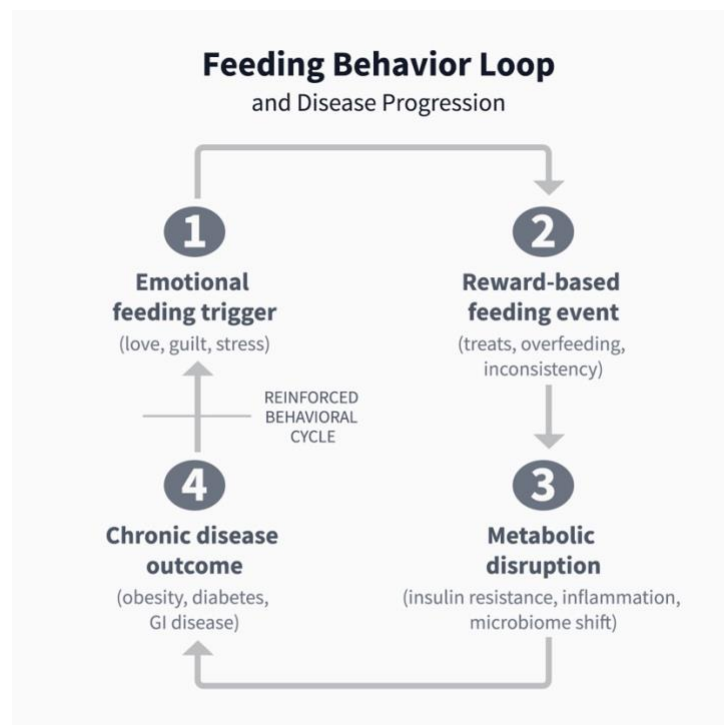 Feeding Behavior Loop
and Disease Progression
1
Emotional
feeding trigger
(love, guilt, stress)
2
Reward-based
feeding event
(treats, overfeeding,
inconsistency)
REINFORCED
BEHAVIORAL
CYCLE
3
Metabolic
disruption
(insulin resistance, inflammation,
microbiome shift)
4
Chronic disease
outcome
(obesity, diabetes,
GI disease)